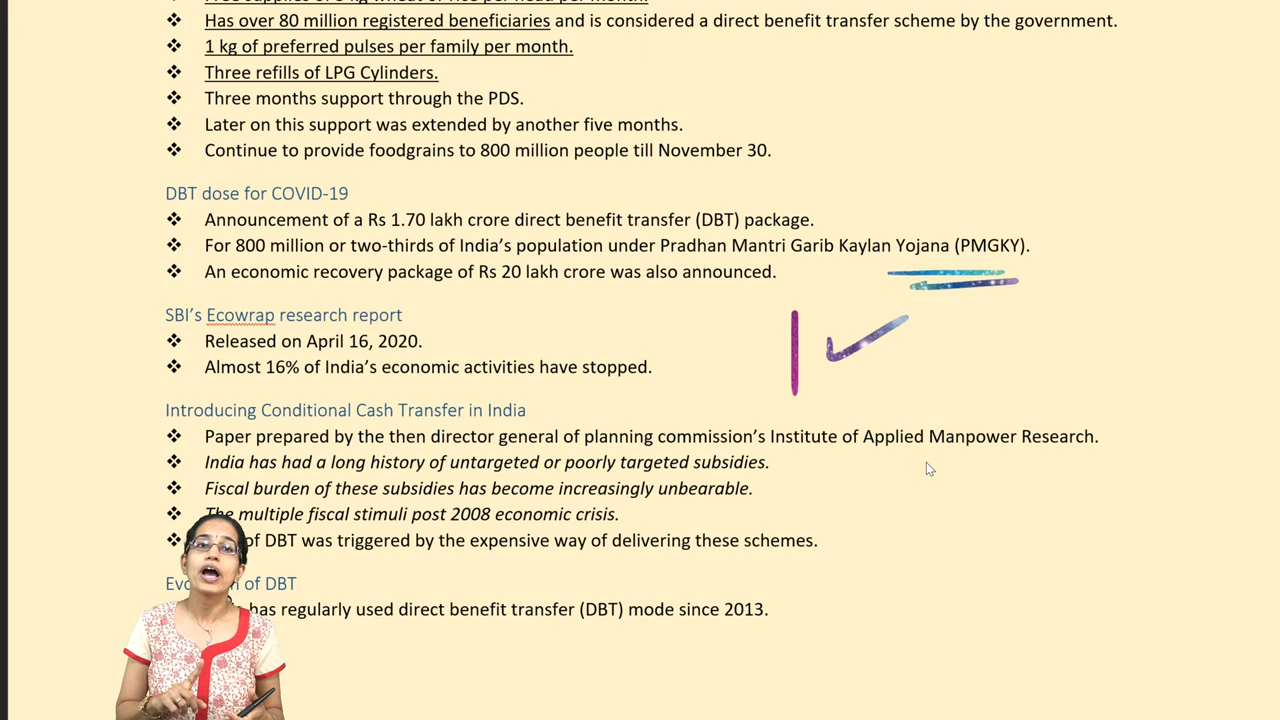 ❖ Has over 80 million registered beneficiaries and is considered a direct benefit transfer scheme by the government.
❖ 1 kg of preferred pulses per family per month.
❖ Three refills of LPG Cylinders.
❖ Three months support through the PDS.
❖ Later on this support was extended by another five months.
❖ Continue to provide foodgrains to 800 million people till November 30.
DBT dose for COVID-19
❖ Announcement of a Rs 1.70 lakh crore direct benefit transfer (DBT) package.
❖ For 800 million or two-thirds of India's population under Pradhan Mantri Garib Kaylan Yojana (PMGKY).
❖ An economic recovery package of Rs 20 lakh crore was also announced.
SBI's Ecowrap research report
❖ Released on April 16, 2020.
❖ Almost 16% of India's economic activities have stopped.
Introducing Conditional Cash Transfer in India
❖ Paper prepared by the then director general of planning commission's Institute of Applied Manpower Research.
❖ India has had a long history of untargeted or poorly targeted subsidies.
❖ Fiscal burden of these subsidies has become increasingly unbearable.
❖ The multiple fiscal stimuli post 2008 economic crisis.
❖ of DBT was triggered by the expensive way of delivering these schemes.
of DBT
has regularly used direct benefit transfer (DBT) mode since 2013.